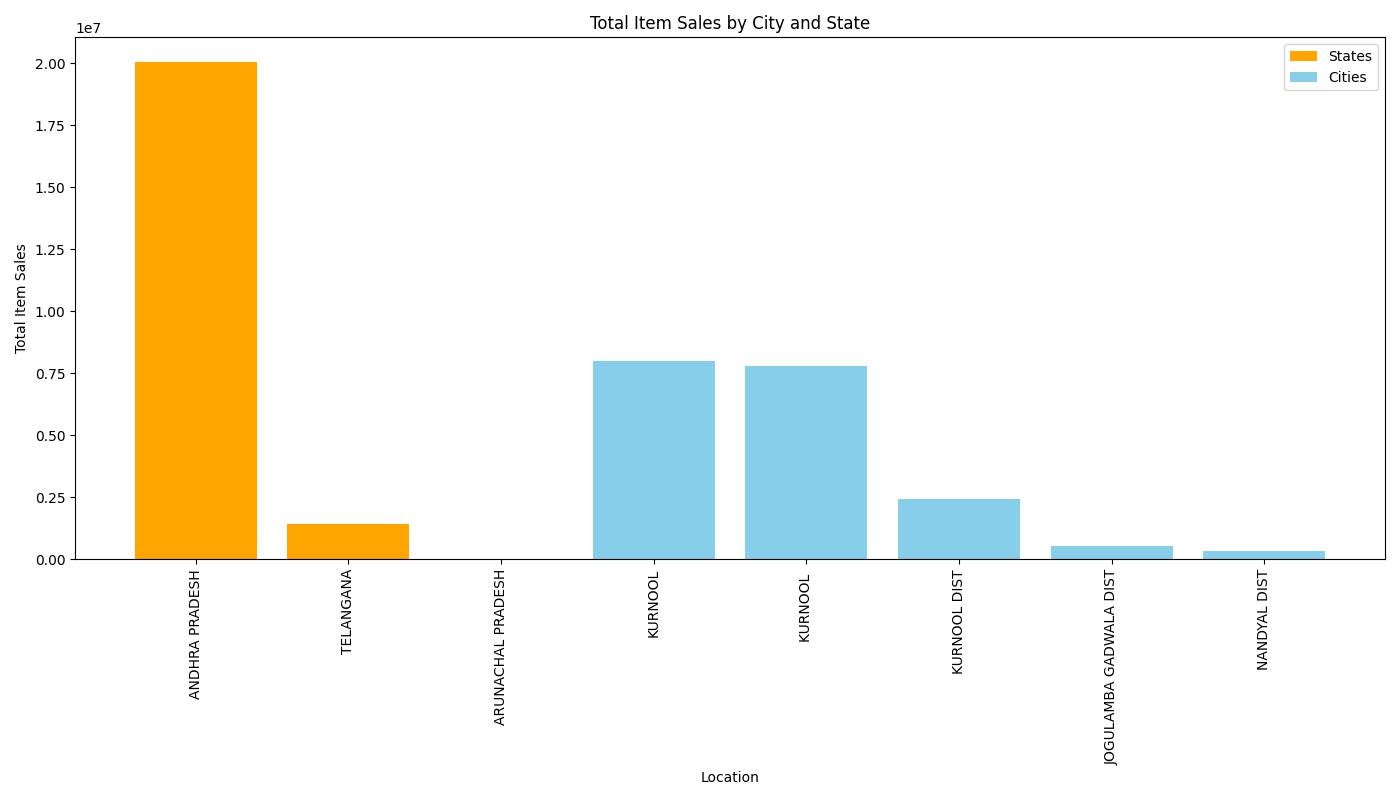 Total Item Sales by City and State
1e7
States
Cities
2.00
1.75
1.50
1.25
1.00
0.75
0.50
0.25
0.00
Total Item Sales
ANDHRA PRADESH
TELANGANA
ARUNACHAL PRADESH
KURNOOL
KURNOOL
KURNOOL DIST
JOGULAMBA GADWALA DIST
NANDYAL DIST
Location